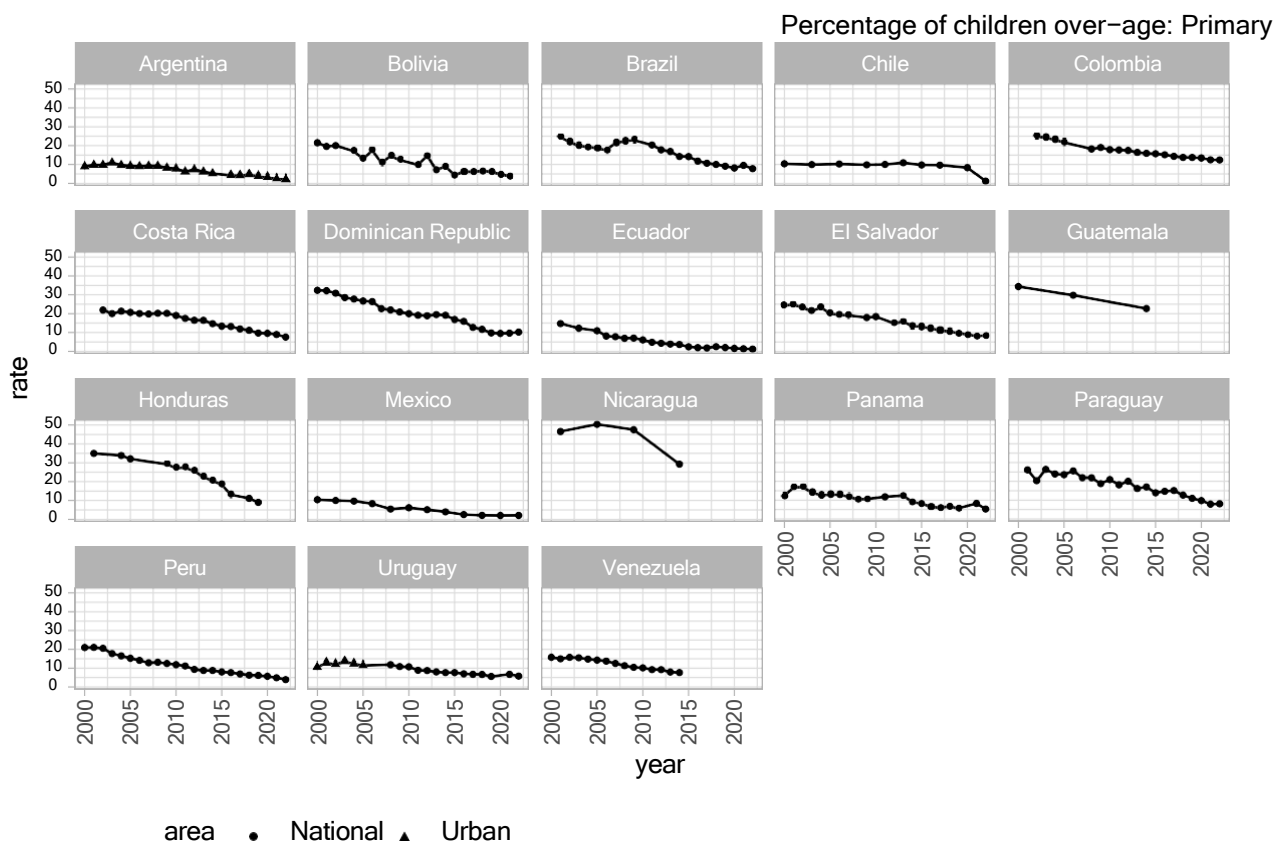 Percentage of children over−age: Primary
Argentina Bolivia Brazil Chile Colombia
50
40
30
20
10
0
Costa Rica Dominican Republic Ecuador El Salvador Guatemala
50
40
30
20
10
0
rate
Honduras Mexico Nicaragua Panama Paraguay
50
40
30
20
10
0
2000 2005 2010 2015 2020 2000 2005 2010 2015 2020
Peru Uruguay Venezuela
50
40
30
20
10
0
2000 2005 2010 2015 2020 2000 2005 2010 2015 2020 2000 2005 2010 2015 2020
year
area National Urban